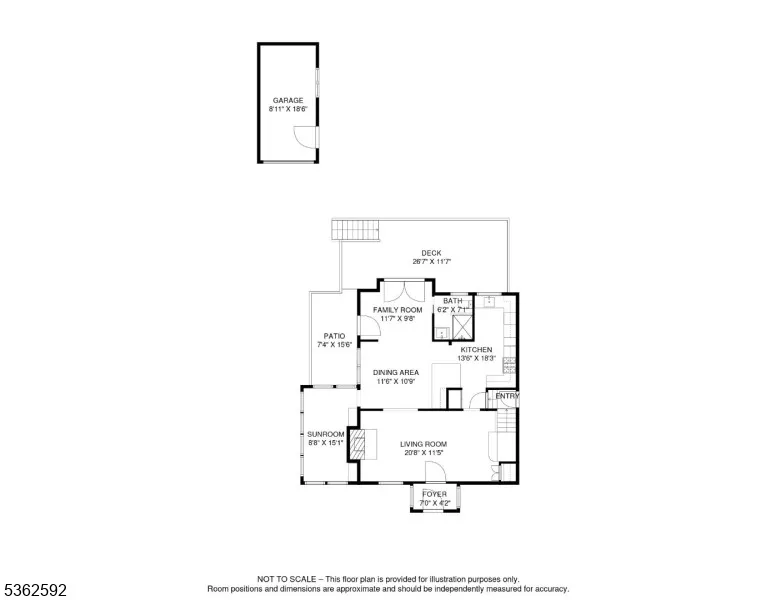 GARAGE
8'11" X 18'6"
DECK
26'7" X 11'7"
FAMILY ROOM
11'7" X 9'8"
BATH
6'2" X 7'1"
PATIO
7'4" X 15'6"
KITCHEN
13'6" X 18'3"
DINING AREA
11'6" X 10'9"
ENTRY
SUNROOM
8'8" X 15'1"
LIVING ROOM
20'8" X 11'5"
FOYER
7'0" X 4'2"
NOT TO SCALE – This floor plan is provided for illustration purposes only.
Room positions and dimensions are approximate and should be independently measured for accuracy.
5362592